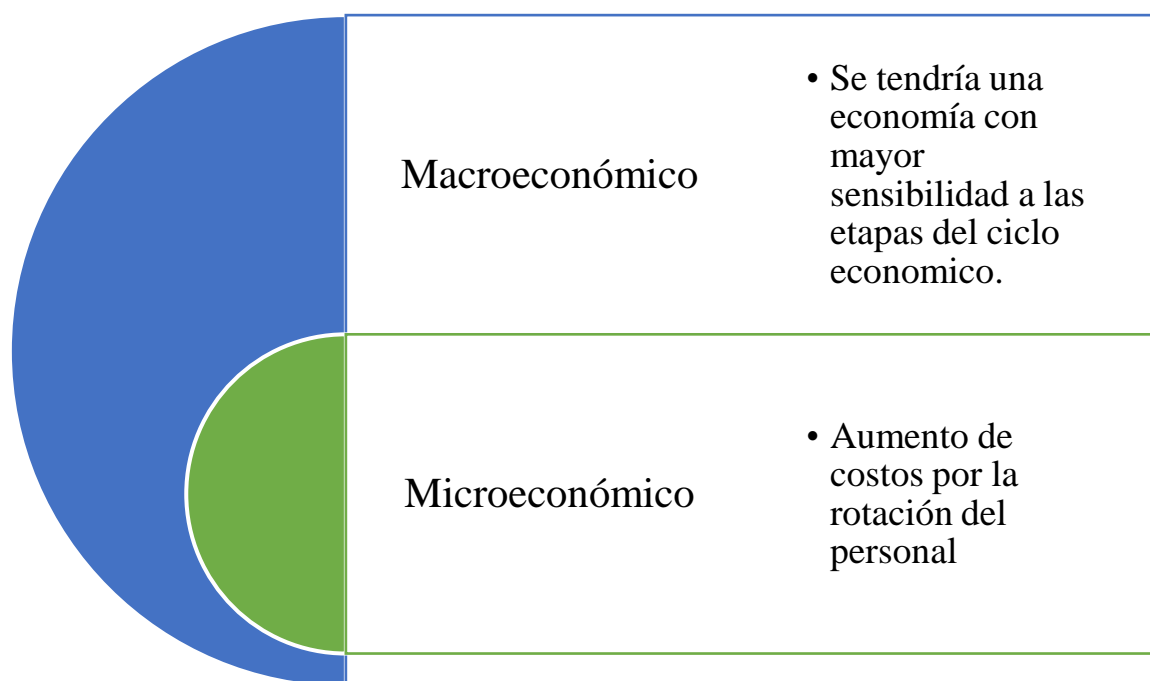 Macroeconómico
• Se tendría una
economía con
mayor
sensibilidad a las
etapas del ciclo
economico.
Microeconómico
• Aumento de
costos por la
rotación del
personal